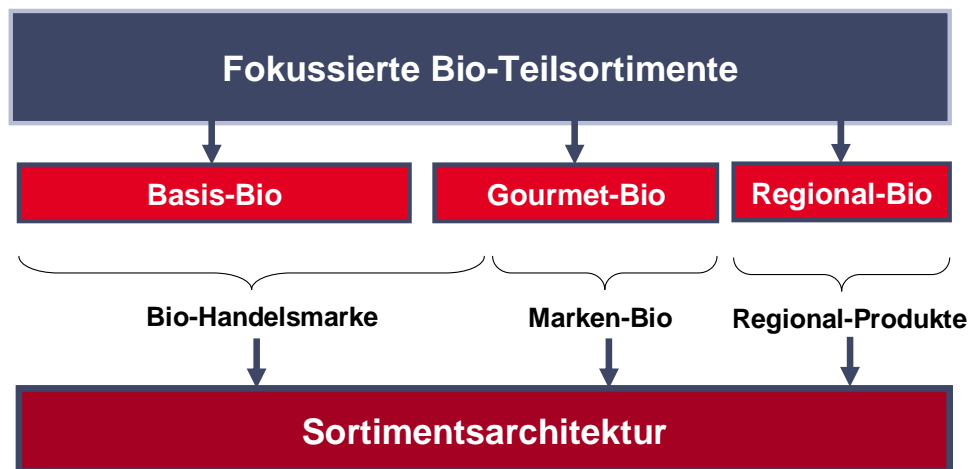 Fokussierte Bio-Teilsortimente
Basis-Bio
Gourmet-Bio
Regional-Bio
Bio-Handelsmarke
Marken-Bio
Regional-Produkte
Sortimentsarchitektur